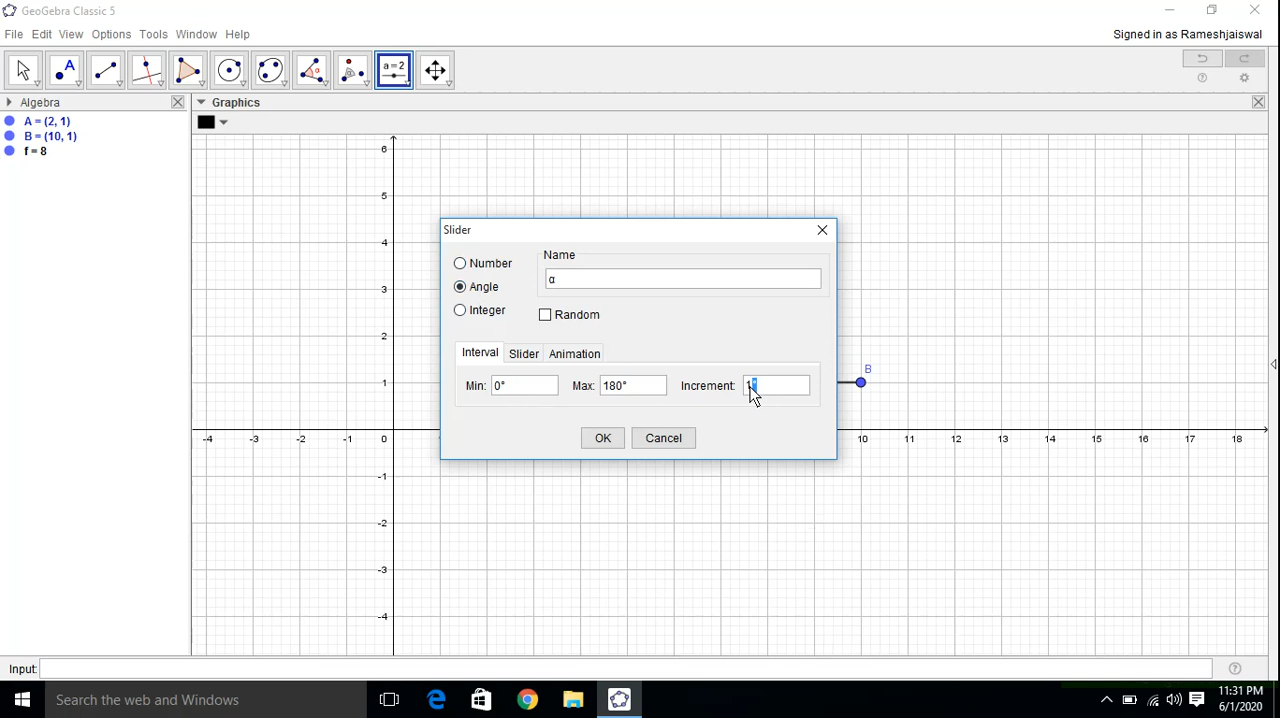 GeoGebra Classic 5
File Edit View Options Tools Window Help
Signed in as Rameshjaiswal
A
α
a = 2
Algebra
Graphics
A = (2, 1)
B = (10, 1)
f = 8
Slider
Number
Angle
Integer
Name
α
Random
Interval Slider Animation
Min: 0° Max: 180° Increment: 1°
OK Cancel
B
6
5
4
3
2
1
-4 -3 -2 -1 0 10 11 12 13 14 15 16 17 18
-1
-2
-3
-4
Input:
Search the web and Windows
11:31 PM
6/1/2020